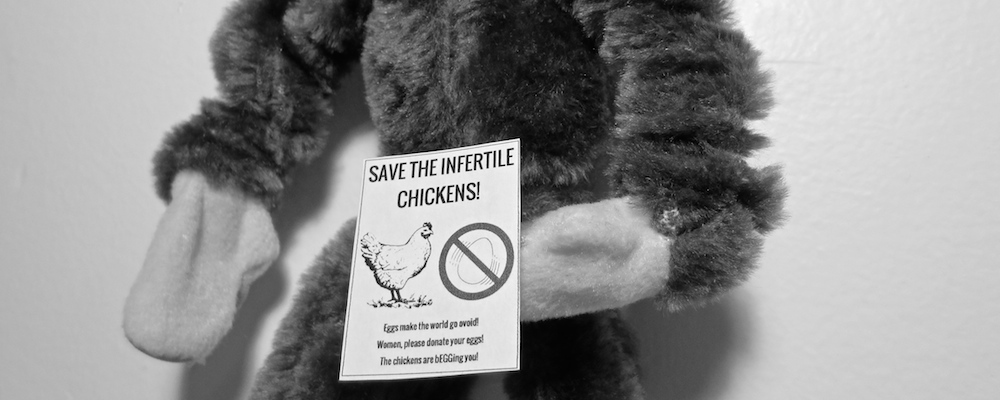 SAVE THE INFERTILE
CHICKENS!
Eggs make the world go ovoid!
Women, please donate your eggs!
The chickens are bEGGing you!